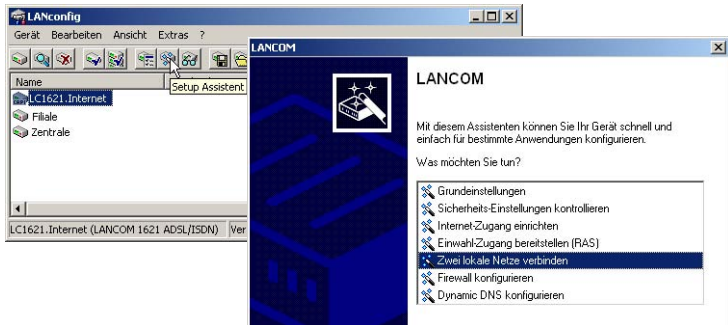 LANconfig
Gerät Bearbeiten Ansicht Extras ?
Name
Setup Assistent
LC1621.Internet
Filiale
Zentrale
LC1621.Internet (LANCOM 1621 ADSL/ISDN) Ver
LANCOM
LANCOM
Mit diesem Assistenten können Sie Ihr Gerät schnell und
einfach für bestimmte Anwendungen konfigurieren.
Was möchten Sie tun?
Grundeinstellungen
Sicherheits-Einstellungen kontrollieren
Internet-Zugang einrichten
Einwahl-Zugang bereitstellen (RAS)
Zwei lokale Netze verbinden
Firewall konfigurieren
Dynamic DNS konfigurieren